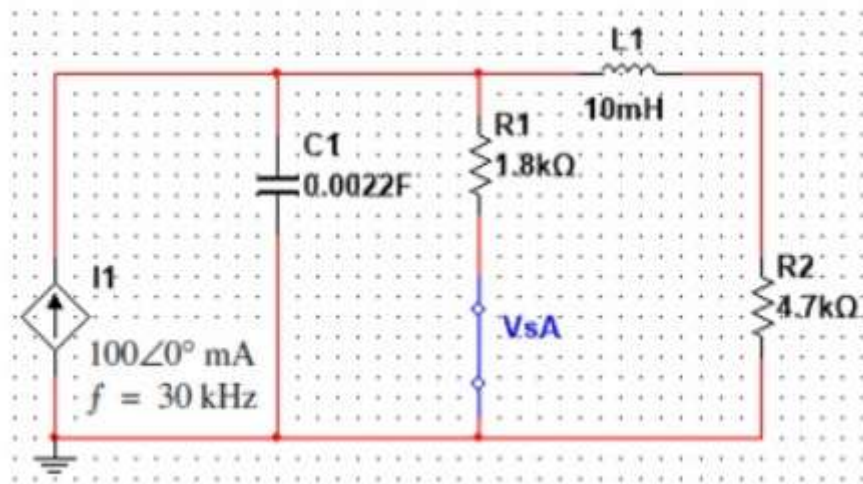 L1
10mH
R1
1.8kΩ
C1
0.0022F
I1
R2
4.7kΩ
VsA
100∠0° mA
f = 30 kHz